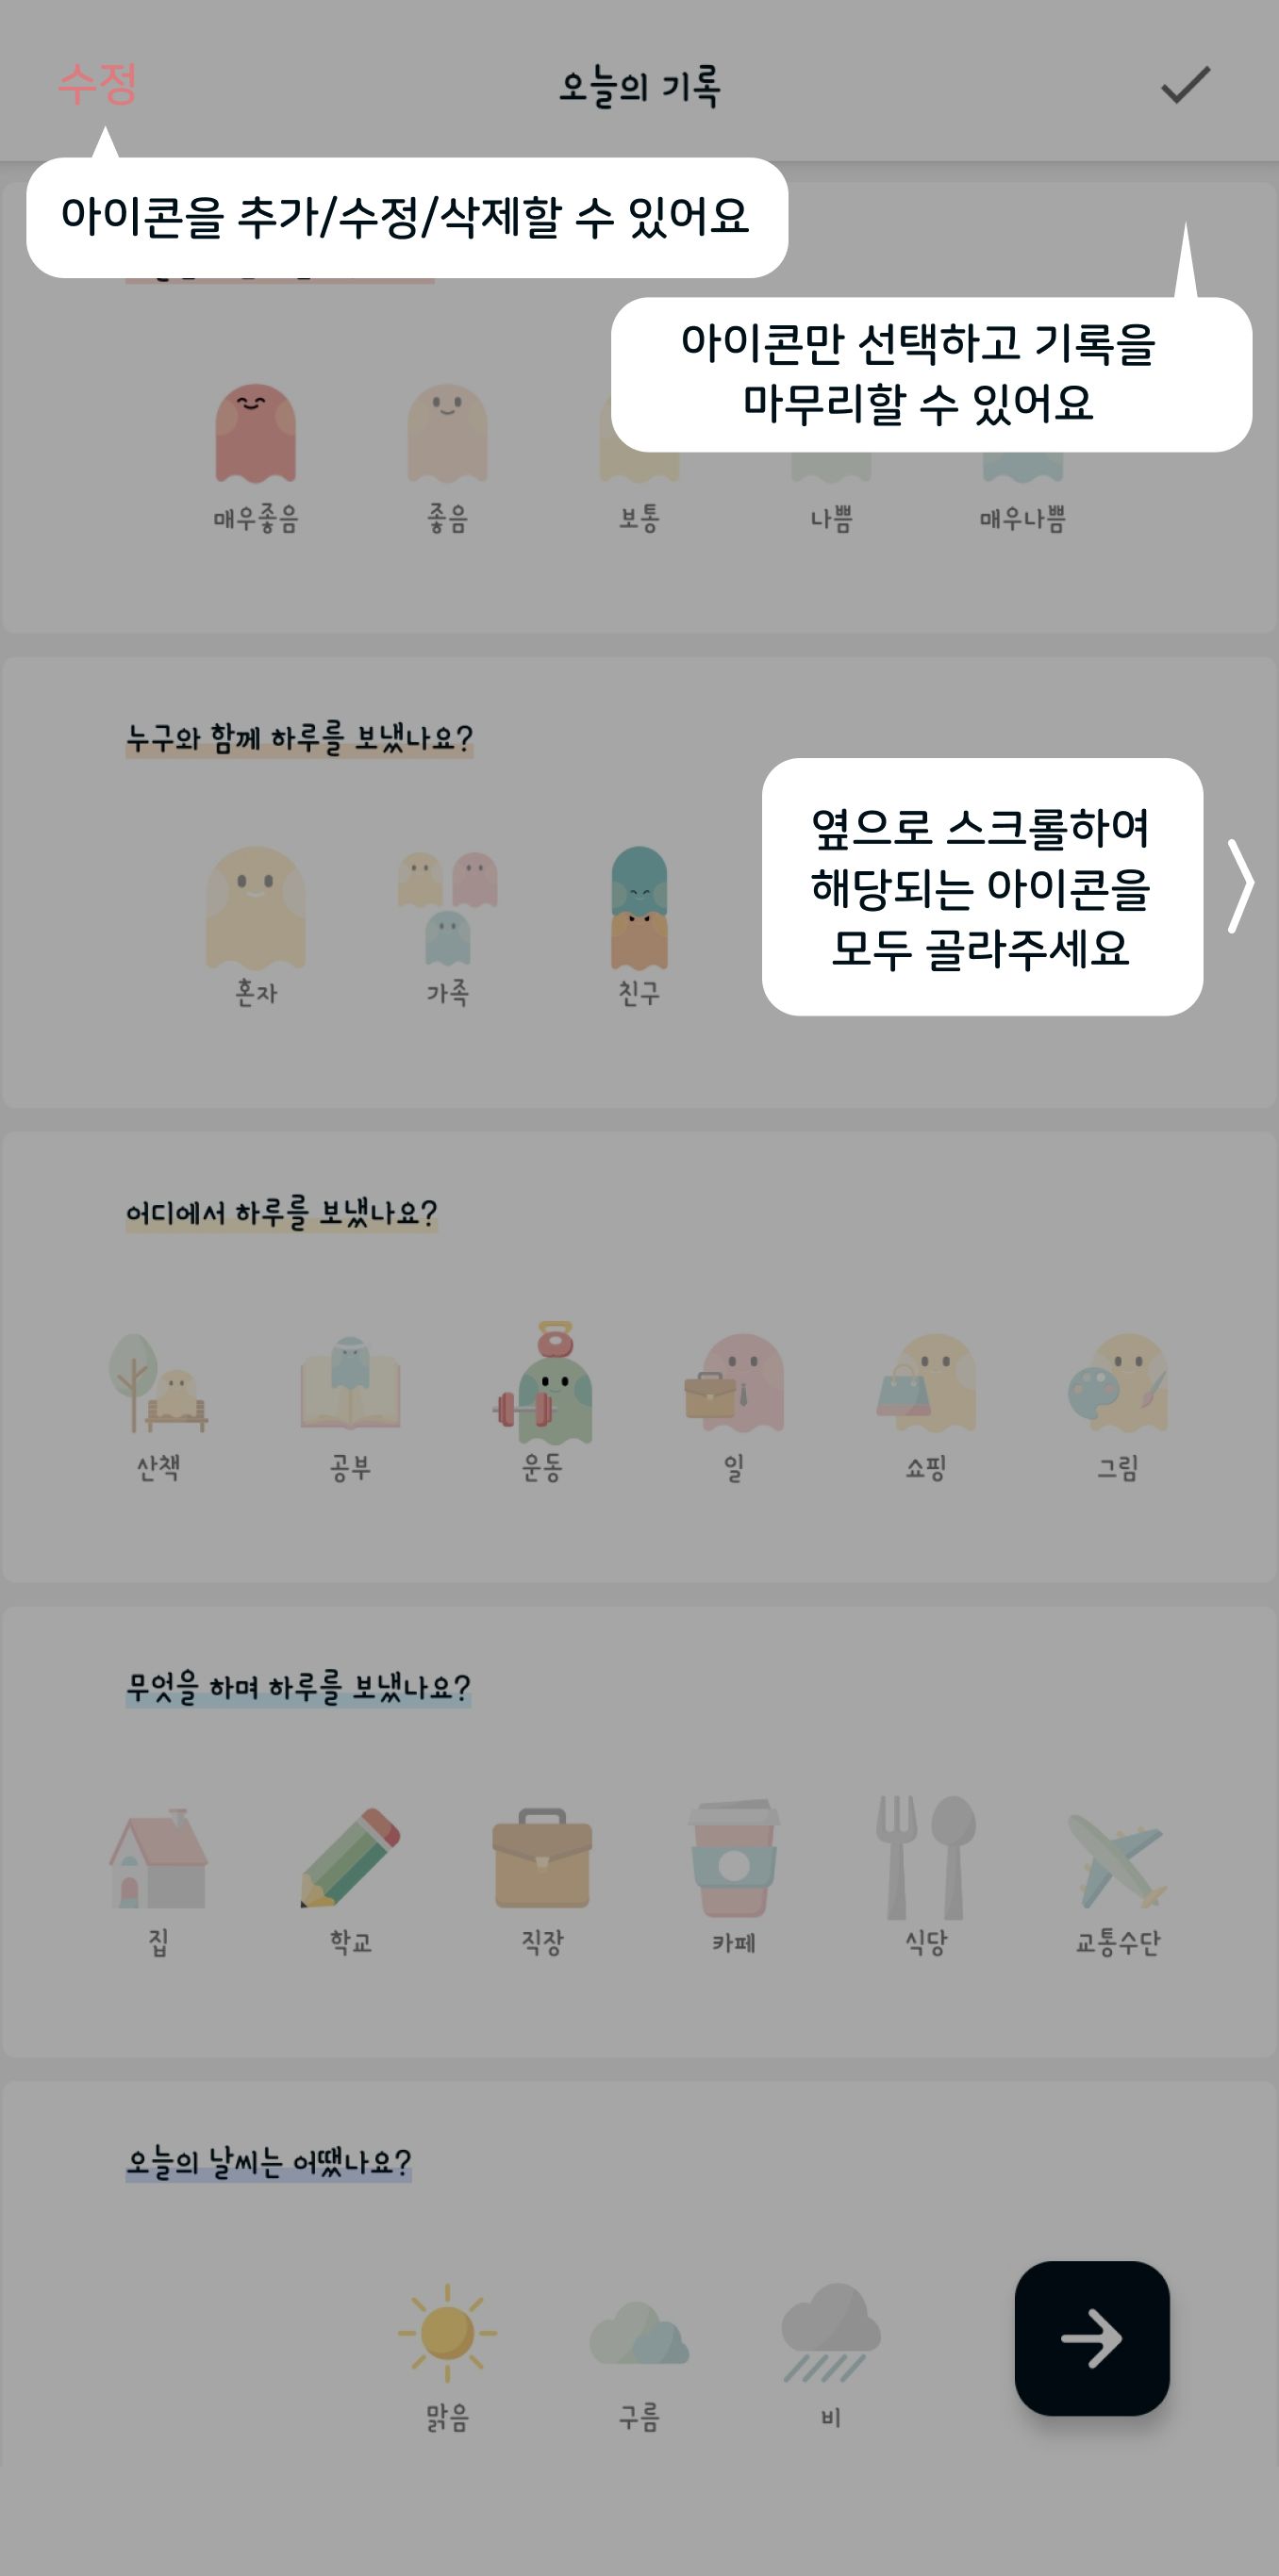 수정
오늘의 기록
아이콘을 추가/수정/삭제할 수 있어요
아이콘만 선택하고 기록을
마무리할 수 있어요
매우좋음 좋음 보통 나쁨 매우나쁨
누구와 함께 하루를 보냈나요?
옆으로 스크롤하여
해당되는 아이콘을
모두 골라주세요
혼자 가족 친구
어디에서 하루를 보냈나요?
산책 공부 운동 일 쇼핑 그림
무엇을 하며 하루를 보냈나요?
집 학교 직장 카페 식당 교통수단
오늘의 날씨는 어땠나요?
맑음 구름 비